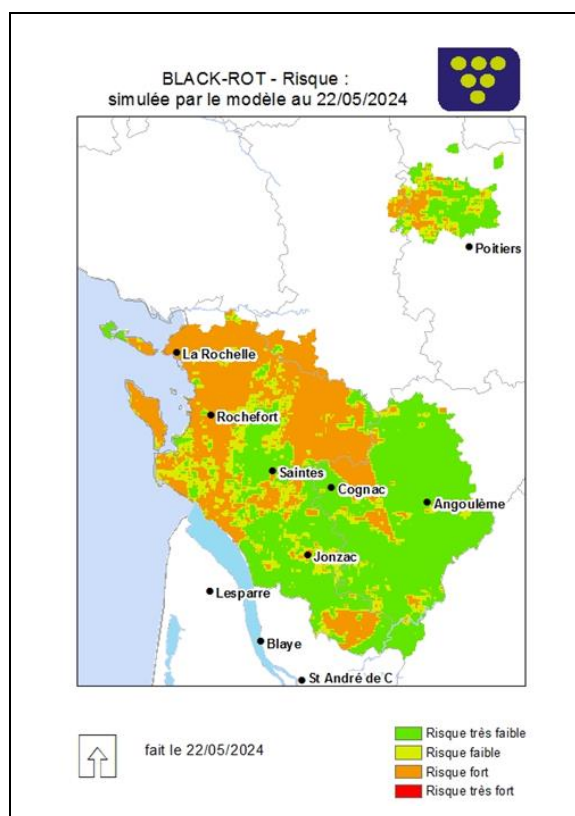 BLACK-ROT - Risque :
simulée par le modèle au 22/05/2024
Poitiers
La Rochelle
Rochefort
Saintes
Cognac
Angoulème
Jonzac
Lesparre
Blaye
St André de C
fait le 22/05/2024
Risque très faible
Risque faible
Risque fort
Risque très fort